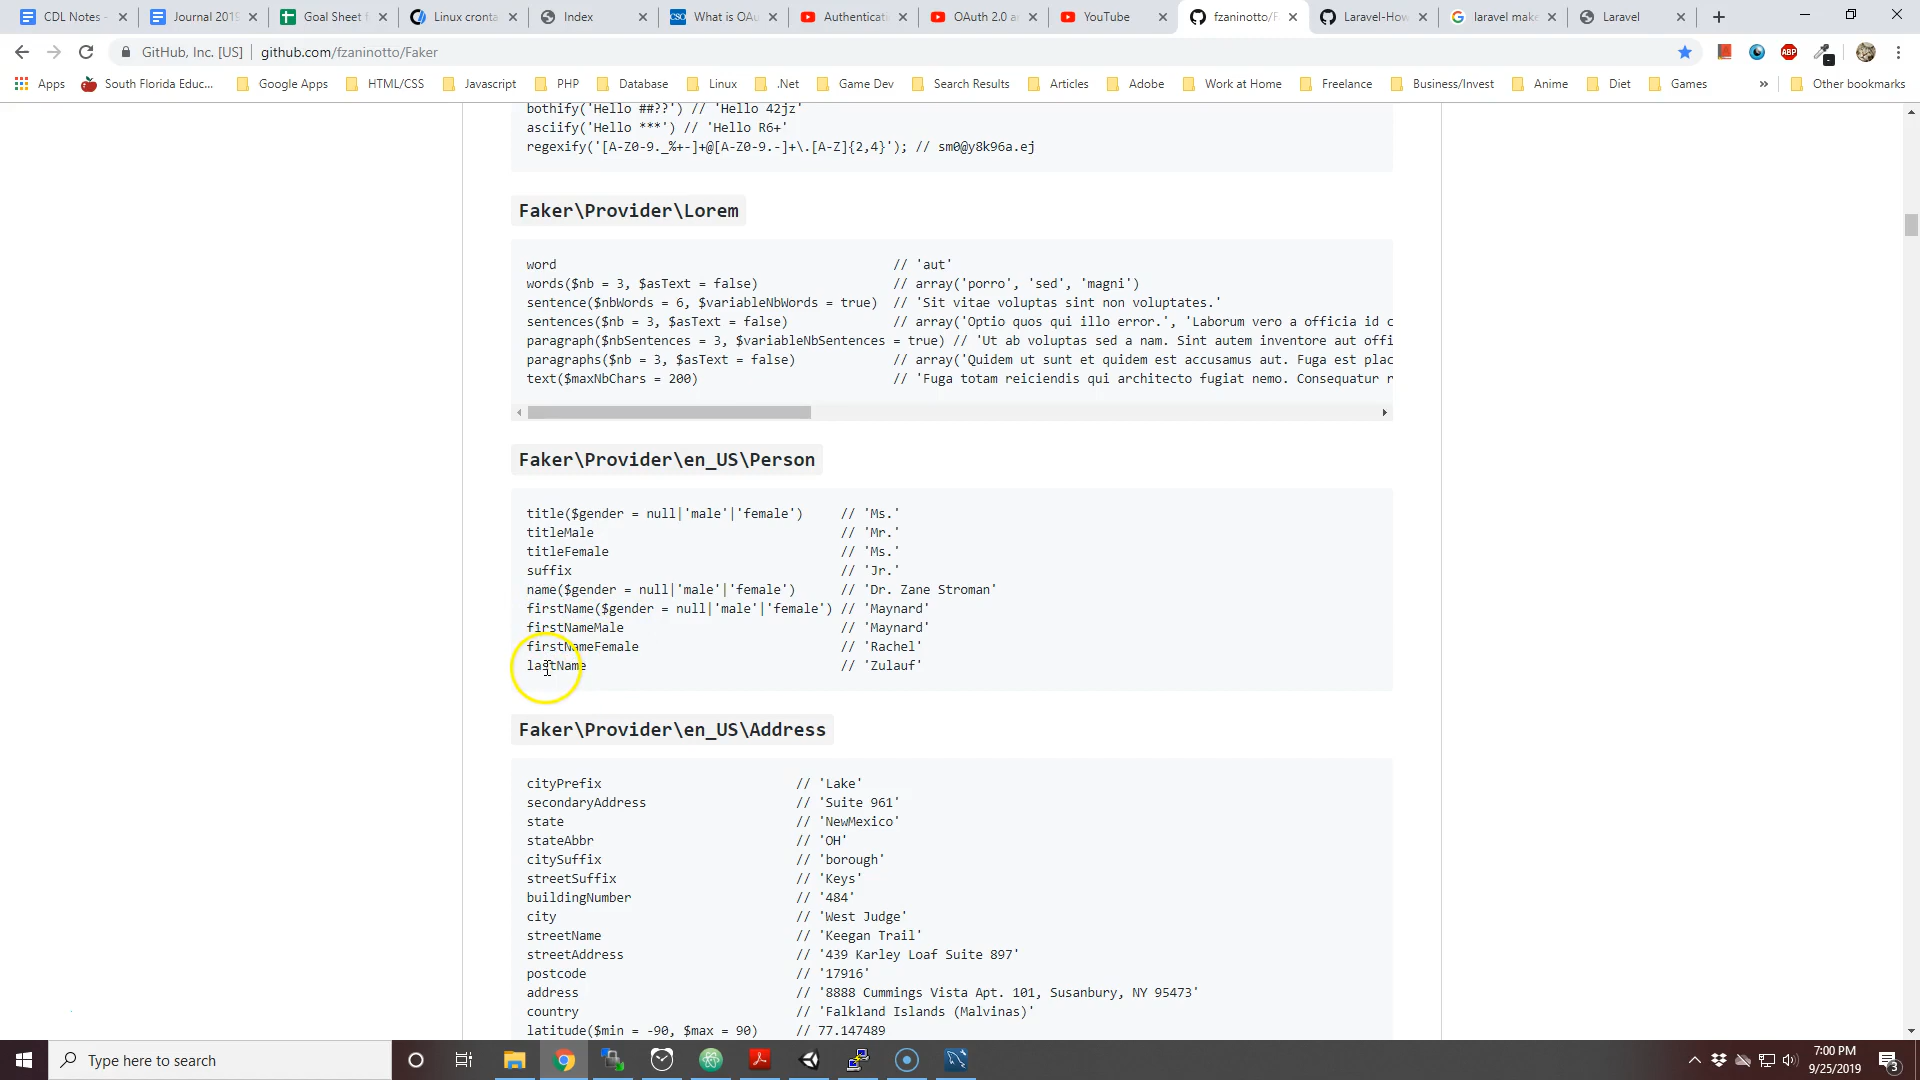 CDL Notes -
Journal 2019
Goal Sheet f
Linux cronta
Index
CSO
What is OAu
Authenticati
OAuth 2.0 a
YouTube
fzaninotto/F
Laravel-How
laravel make
Laravel
GitHub, Inc. [US]
github.com/fzaninotto/Faker
ABP
Apps
South Florida Educ...
Google Apps
HTML/CSS
Javascript
PHP
Database
Linux
.Net
Game Dev
Search Results
Articles
Adobe
Work at Home
Freelance
Business/Invest
Anime
Diet
Games
»
Other bookmarks
bothify('Hello ##??') // 'Hello 42jz'
asciify('Hello ***') // 'Hello R6+'
regexify('[A-Z0-9._%+-]+@[A-Z0-9.-]+\.[A-Z]{2,4}'); // sm0@y8k96a.ej
Faker\Provider\Lorem
word // 'aut'
words($nb = 3, $asText = false) // array('porro', 'sed', 'magni')
sentence($nbWords = 6, $variableNbWords = true) // 'Sit vitae voluptas sint non voluptates.'
sentences($nb = 3, $asText = false) // array('Optio quos qui illo error.', 'Laborum vero a officia id c
paragraph($nbSentences = 3, $variableNbSentences = true) // 'Ut ab voluptas sed a nam. Sint autem inventore aut offi
paragraphs($nb = 3, $asText = false) // array('Quidem ut sunt et quidem est accusamus aut. Fuga est plac
text($maxNbChars = 200) // 'Fuga totam reiciendis qui architecto fugiat nemo. Consequatur r
Faker\Provider\en_US\Person
title($gender = null|'male'|'female') // 'Ms.'
titleMale // 'Mr.'
titleFemale // 'Ms.'
suffix // 'Jr.'
name($gender = null|'male'|'female') // 'Dr. Zane Stroman'
firstName($gender = null|'male'|'female') // 'Maynard'
firstNameMale // 'Maynard'
firstNameFemale // 'Rachel'
lastName // 'Zulauf'
Faker\Provider\en_US\Address
cityPrefix // 'Lake'
secondaryAddress // 'Suite 961'
state // 'NewMexico'
stateAbbr // 'OH'
citySuffix // 'borough'
streetSuffix // 'Keys'
buildingNumber // '484'
city // 'West Judge'
streetName // 'Keegan Trail'
streetAddress // '439 Karley Loaf Suite 897'
postcode // '17916'
address // '8888 Cummings Vista Apt. 101, Susanbury, NY 95473'
country // 'Falkland Islands (Malvinas)'
latitude($min = -90, $max = 90) // 77.147489
Type here to search
7:00 PM
9/25/2019
3